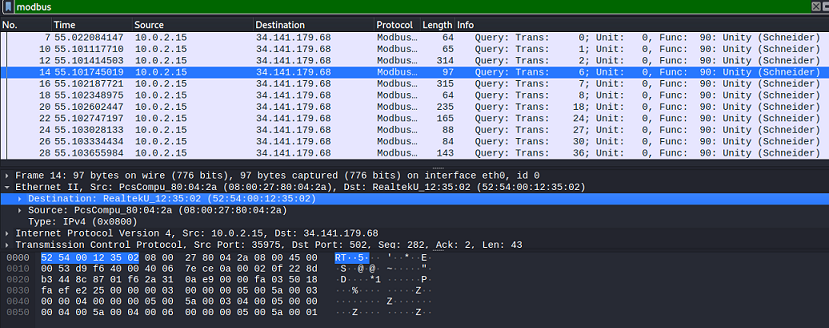 modbus
No. Time Source Destination Protocol Length Info
7 55.022084147 10.0.2.15 34.141.179.68 Modbus… 64 Query: Trans: 0; Unit: 0, Func: 90: Unity (Schneider)
10 55.101117710 10.0.2.15 34.141.179.68 Modbus… 65 Query: Trans: 1; Unit: 0, Func: 90: Unity (Schneider)
12 55.101414503 10.0.2.15 34.141.179.68 Modbus… 314 Query: Trans: 2; Unit: 0, Func: 90: Unity (Schneider)
14 55.101745019 10.0.2.15 34.141.179.68 Modbus… 97 Query: Trans: 6; Unit: 0, Func: 90: Unity (Schneider)
16 55.102187721 10.0.2.15 34.141.179.68 Modbus… 315 Query: Trans: 7; Unit: 0, Func: 90: Unity (Schneider)
18 55.102348975 10.0.2.15 34.141.179.68 Modbus… 64 Query: Trans: 8; Unit: 0, Func: 90: Unity (Schneider)
20 55.102602447 10.0.2.15 34.141.179.68 Modbus… 235 Query: Trans: 18; Unit: 0, Func: 90: Unity (Schneider)
22 55.102747197 10.0.2.15 34.141.179.68 Modbus… 165 Query: Trans: 24; Unit: 0, Func: 90: Unity (Schneider)
24 55.103028133 10.0.2.15 34.141.179.68 Modbus… 88 Query: Trans: 27; Unit: 0, Func: 90: Unity (Schneider)
26 55.103334434 10.0.2.15 34.141.179.68 Modbus… 84 Query: Trans: 30; Unit: 0, Func: 90: Unity (Schneider)
28 55.103655984 10.0.2.15 34.141.179.68 Modbus… 143 Query: Trans: 36; Unit: 0, Func: 90: Unity (Schneider)
Frame 14: 97 bytes on wire (776 bits), 97 bytes captured (776 bits) on interface eth0, id 0
Ethernet II, Src: PcsCompu_80:04:2a (08:00:27:80:04:2a), Dst: RealtekU_12:35:02 (52:54:00:12:35:02)
Destination: RealtekU_12:35:02 (52:54:00:12:35:02)
Source: PcsCompu_80:04:2a (08:00:27:80:04:2a)
Type: IPv4 (0x0800)
Internet Protocol Version 4, Src: 10.0.2.15, Dst: 34.141.179.68
Transmission Control Protocol, Src Port: 35975, Dst Port: 502, Seq: 282, Ack: 2, Len: 43
0000 52 54 00 12 35 02 08 00 27 80 04 2a 08 00 45 00 RT··5··· '··*··E·
0010 00 53 d9 f6 40 00 40 06 7e ce 0a 00 02 0f 22 8d ·S··@·@· ~·····"·
0020 b3 44 8c 87 01 f6 2a 31 0a e9 00 00 fa 03 50 18 ·D····*1 ······P·
0030 fa ef e2 25 00 00 03 00 00 05 00 5a 00 03 ···%···· ···Z··
0040 00 00 04 00 00 00 05 00 5a 00 03 04 00 05 00 00 ········ Z·······
0050 00 04 00 5a 00 04 00 06 00 00 00 05 00 5a 00 01 ···Z···· ·····Z··